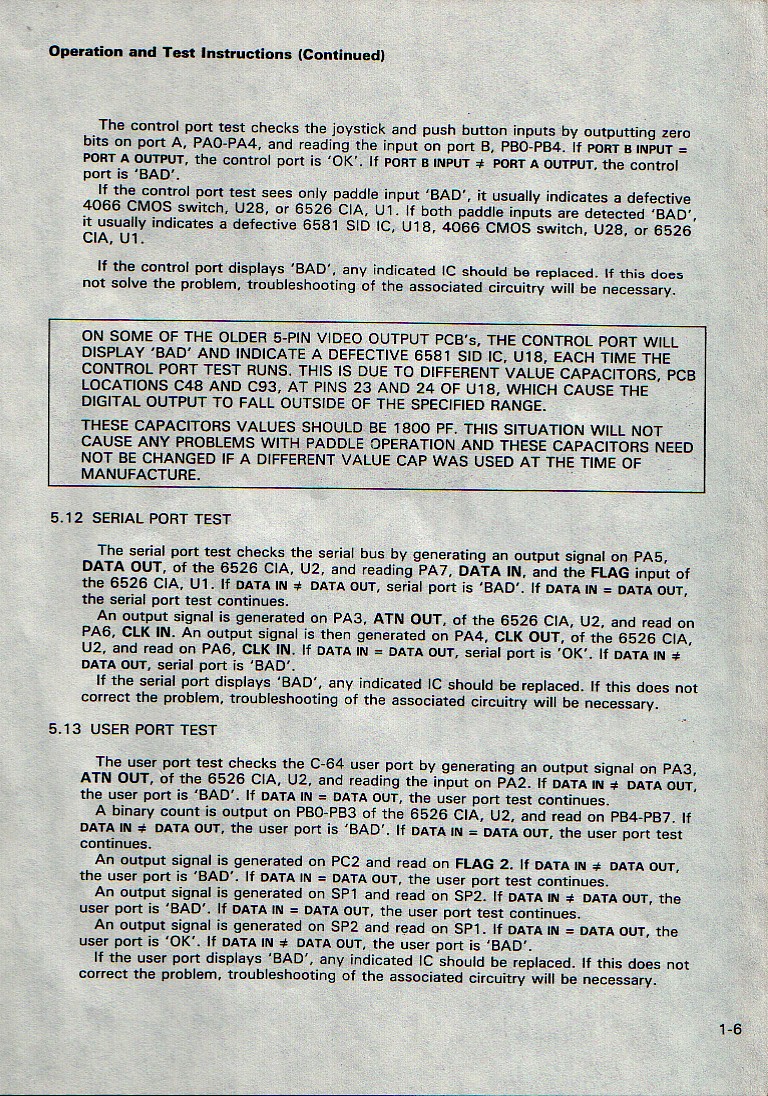 Operation and Test Instructions (Continued)
The control port test checks the joystick and push button inputs by outputting zero
bits on port A, PA0-PA4, and reading the input on port B, PB0-PB4. If PORT B INPUT =
PORT A OUTPUT, the control port is 'OK'. If PORT B INPUT ≠ PORT A OUTPUT, the control
port is 'BAD'.
If the control port test sees only paddle input 'BAD', it usually indicates a defective
4066 CMOS switch, U28, or 6526 CIA, U1. If both paddle inputs are detected 'BAD',
it usually indicates a defective 6581 SID IC, U18, 4066 CMOS switch, U28, or 6526
CIA, U1.
If the control port displays 'BAD', any indicated IC should be replaced. If this does
not solve the problem, troubleshooting of the associated circuitry will be necessary.
ON SOME OF THE OLDER 5-PIN VIDEO OUTPUT PCB's, THE CONTROL PORT WILL
DISPLAY 'BAD' AND INDICATE A DEFECTIVE 6581 SID IC, U18, EACH TIME THE
CONTROL PORT TEST RUNS. THIS IS DUE TO DIFFERENT VALUE CAPACITORS, PCB
LOCATIONS C48 AND C93, AT PINS 23 AND 24 OF U18, WHICH CAUSE THE
DIGITAL OUTPUT TO FALL OUTSIDE OF THE SPECIFIED RANGE.
THESE CAPACITORS VALUES SHOULD BE 1800 PF. THIS SITUATION WILL NOT
CAUSE ANY PROBLEMS WITH PADDLE OPERATION AND THESE CAPACITORS NEED
NOT BE CHANGED IF A DIFFERENT VALUE CAP WAS USED AT THE TIME OF
MANUFACTURE.
5.12 SERIAL PORT TEST
The serial port test checks the serial bus by generating an output signal on PA5,
DATA OUT, of the 6526 CIA, U2, and reading PA7, DATA IN, and the FLAG input of
the 6526 CIA, U1. If DATA IN ≠ DATA OUT, serial port is 'BAD'. If DATA IN = DATA OUT,
the serial port test continues.
An output signal is generated on PA3, ATN OUT, of the 6526 CIA, U2, and read on
PA6, CLK IN. An output signal is then generated on PA4, CLK OUT, of the 6526 CIA,
U2, and read on PA6, CLK IN. If DATA IN = DATA OUT, serial port is 'OK'. If DATA IN ≠
DATA OUT, serial port is 'BAD'.
If the serial port displays 'BAD', any indicated IC should be replaced. If this does not
correct the problem, troubleshooting of the associated circuitry will be necessary.
5.13 USER PORT TEST
The user port test checks the C-64 user port by generating an output signal on PA3,
ATN OUT, of the 6526 CIA, U2, and reading the input on PA2. If DATA IN ≠ DATA OUT,
the user port is 'BAD'. If DATA IN = DATA OUT, the user port test continues.
A binary count is output on PB0-PB3 of the 6526 CIA, U2, and read on PB4-PB7. If
DATA IN ≠ DATA OUT, the user port is 'BAD'. If DATA IN = DATA OUT, the user port test
continues.
An output signal is generated on PC2 and read on FLAG 2. If DATA IN ≠ DATA OUT,
the user port is 'BAD'. If DATA IN = DATA OUT, the user port test continues.
An output signal is generated on SP1 and read on SP2. If DATA IN ≠ DATA OUT, the
user port is 'BAD'. If DATA IN = DATA OUT, the user port test continues.
An output signal is generated on SP2 and read on SP1. If DATA IN = DATA OUT, the
user port is 'OK'. If DATA IN ≠ DATA OUT, the user port is 'BAD'.
If the user port displays 'BAD', any indicated IC should be replaced. If this does not
correct the problem, troubleshooting of the associated circuitry will be necessary.
1-6